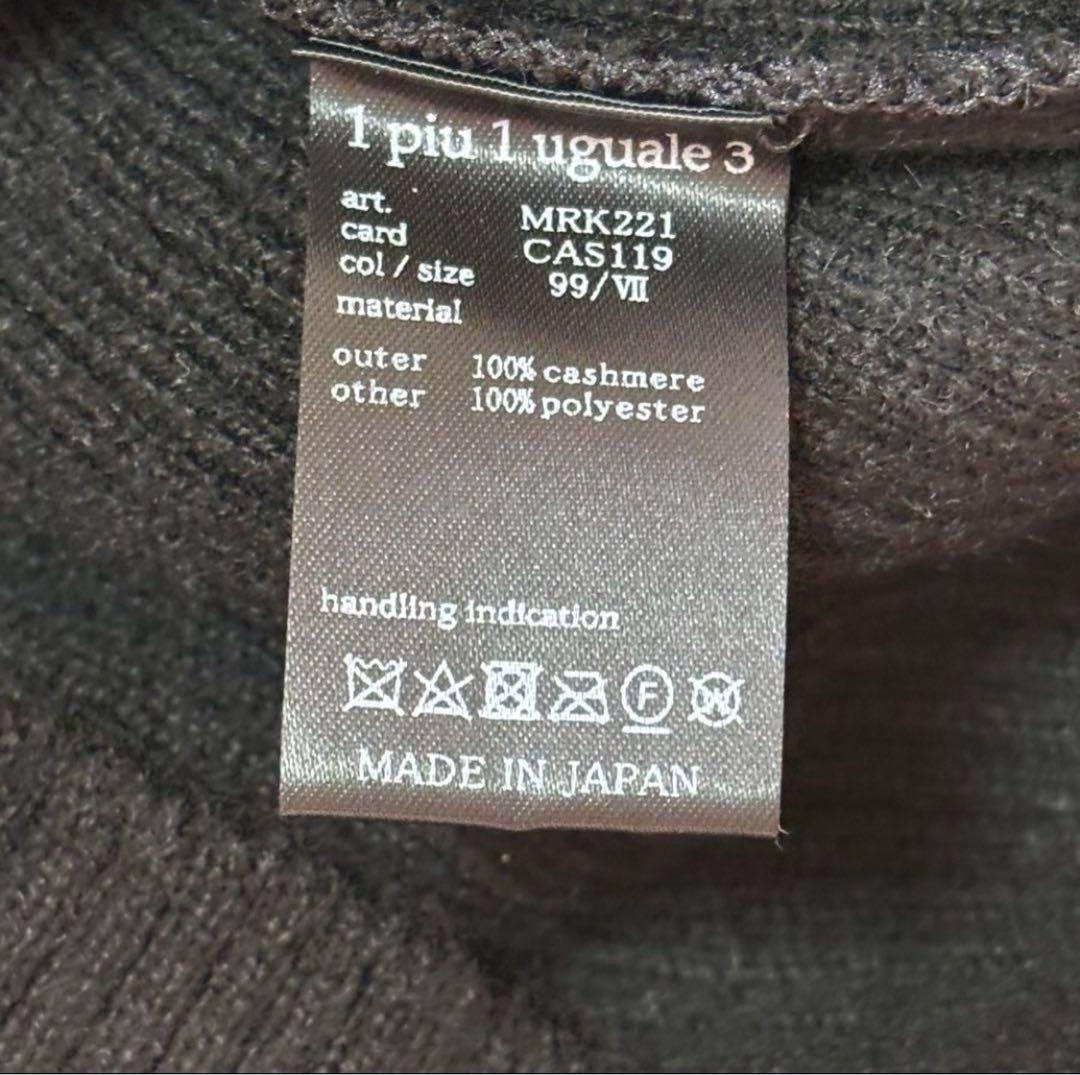 1 piu 1 uguale 3
art. MRK221
card CAS119
col / size 99/Ⅶ
material
outer 100% cashmere
other 100% polyester
handling indication
F W
MADE IN JAPAN